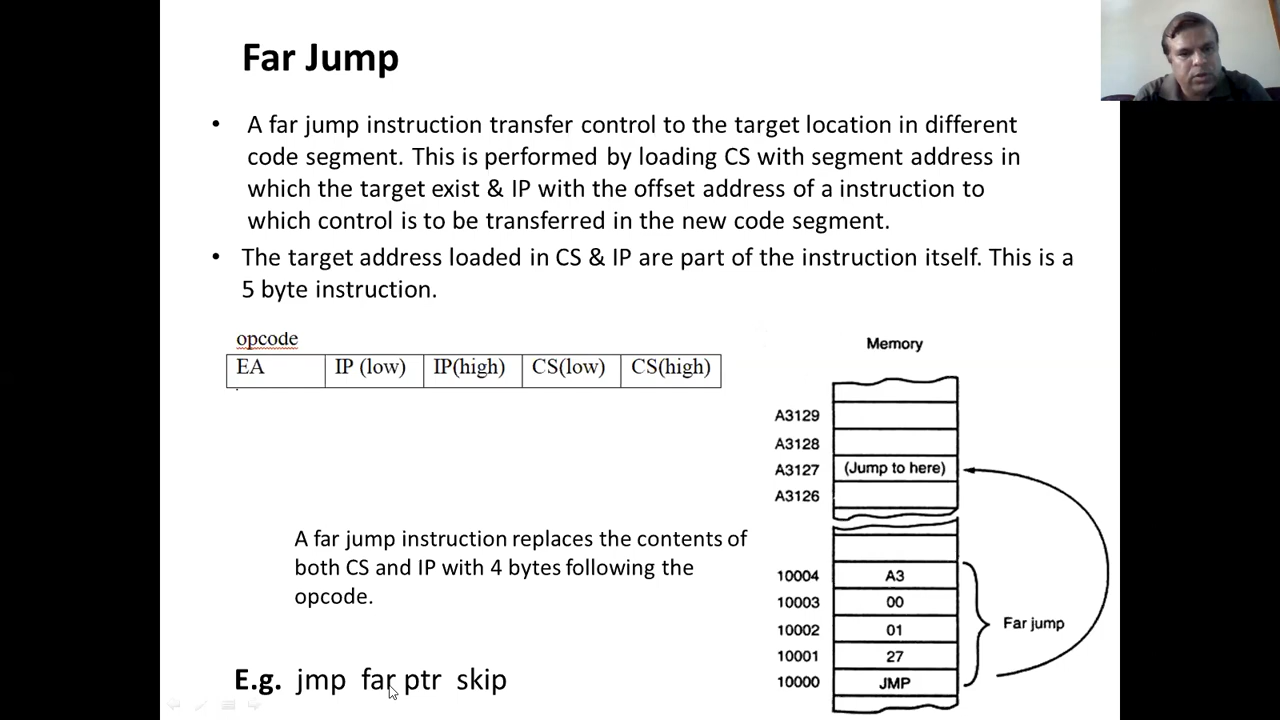 Far Jump
• A far jump instruction transfer control to the target location in different
code segment. This is performed by loading CS with segment address in
which the target exist & IP with the offset address of a instruction to
which control is to be transferred in the new code segment.
• The target address loaded in CS & IP are part of the instruction itself. This is a
5 byte instruction.
opcode
EA IP (low) IP(high) CS(low) CS(high)
A far jump instruction replaces the contents of
both CS and IP with 4 bytes following the
opcode.
E.g. jmp far ptr skip
Memory
A3129
A3128
A3127 (Jump to here)
A3126
10004 A3
10003 00
10002 01
10001 27
10000 JMP
Far jump